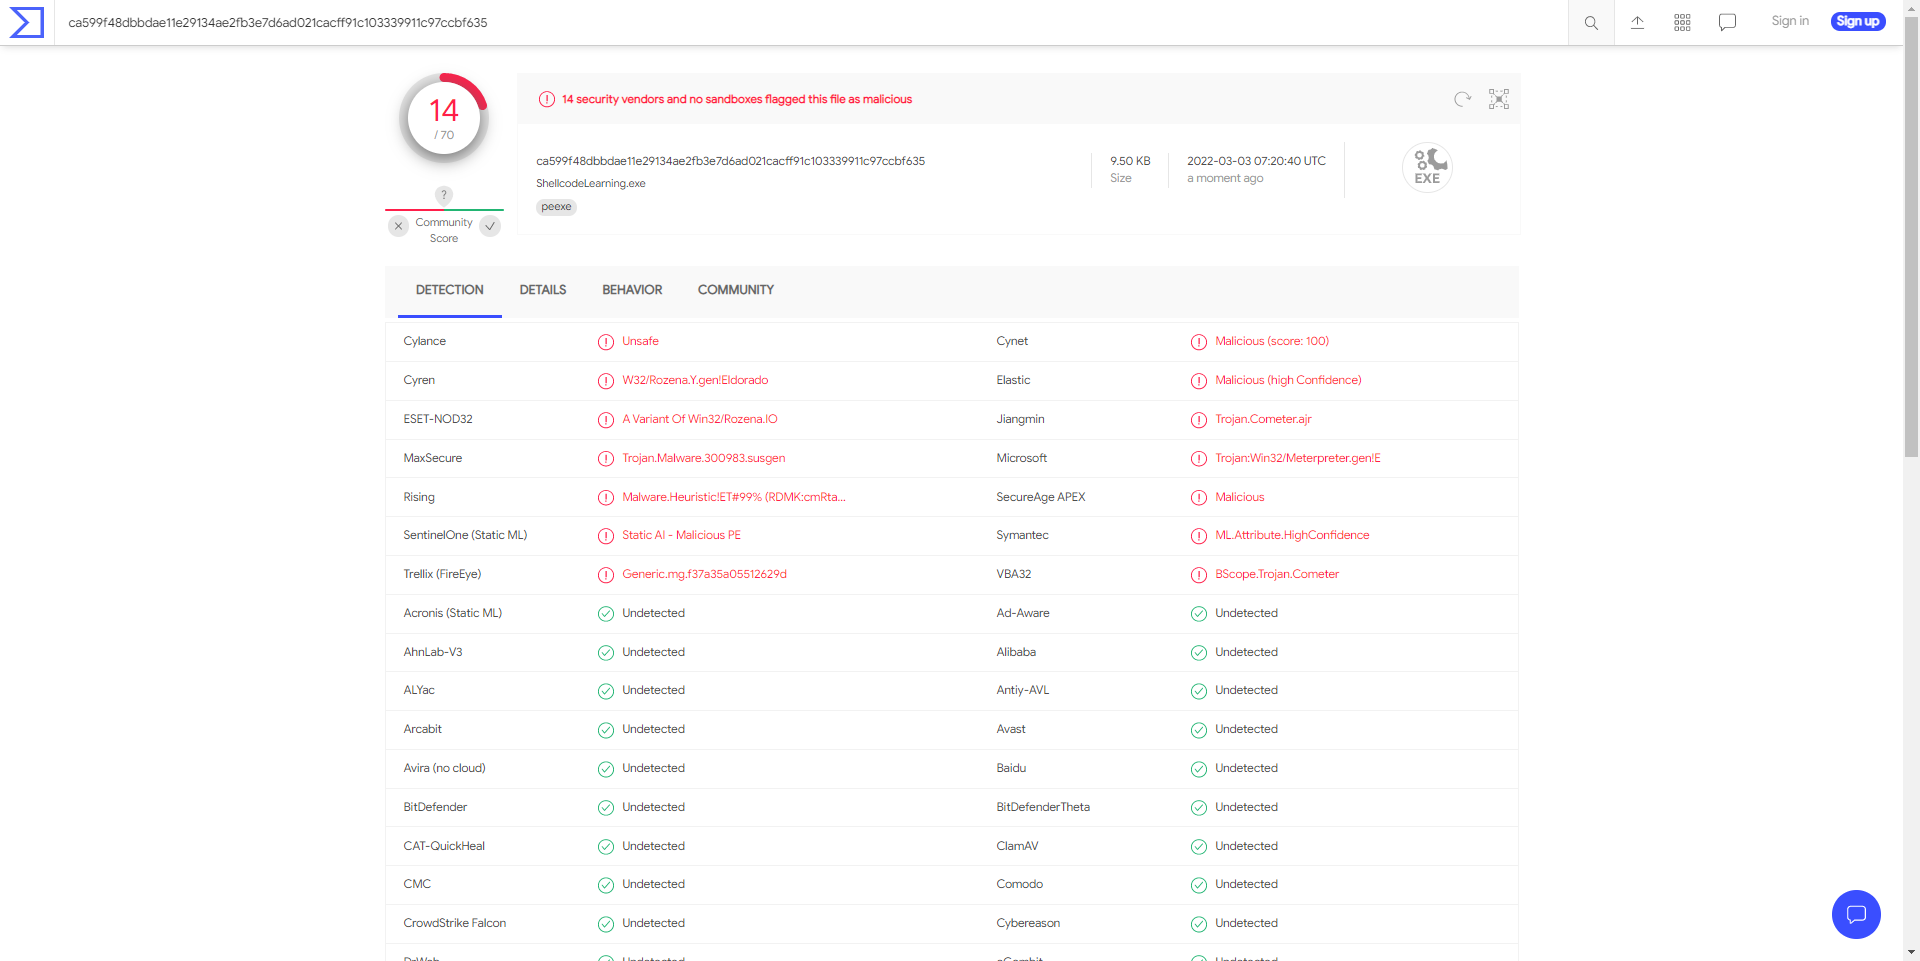 ca599f48dbbdae11e29134ae2fb3e7d6ad021cacff91c103339911c97ccbf635
Sign in
Sign up
14
/ 70
14 security vendors and no sandboxes flagged this file as malicious
ca599f48dbbdae11e29134ae2fb3e7d6ad021cacff91c103339911c97ccbf635
ShellcodeLearning.exe
peexe
9.50 KB
Size
2022-03-03 07:20:40 UTC
a moment ago
EXE
?
Community
Score
DETECTION DETAILS BEHAVIOR COMMUNITY
Cylance Unsafe Cynet Malicious (score: 100)
Cyren W32/Rozena.Y.gen!Eldorado Elastic Malicious (high Confidence)
ESET-NOD32 A Variant Of Win32/Rozena.IO Jiangmin Trojan.Cometer.ajr
MaxSecure Trojan.Malware.300983.susgen Microsoft Trojan:Win32/Meterpreter.gen!E
Rising Malware.Heuristic!ET#99% (RDMK:cmRta... SecureAge APEX Malicious
SentinelOne (Static ML) Static AI - Malicious PE Symantec ML.Attribute.HighConfidence
Trellix (FireEye) Generic.mg.f37a35a05512629d VBA32 BScope.Trojan.Cometer
Acronis (Static ML) Undetected Ad-Aware Undetected
AhnLab-V3 Undetected Alibaba Undetected
ALYac Undetected Antiy-AVL Undetected
Arcabit Undetected Avast Undetected
Avira (no cloud) Undetected Baidu Undetected
BitDefender Undetected BitDefenderTheta Undetected
CAT-QuickHeal Undetected ClamAV Undetected
CMC Undetected Comodo Undetected
CrowdStrike Falcon Undetected Cybereason Undetected